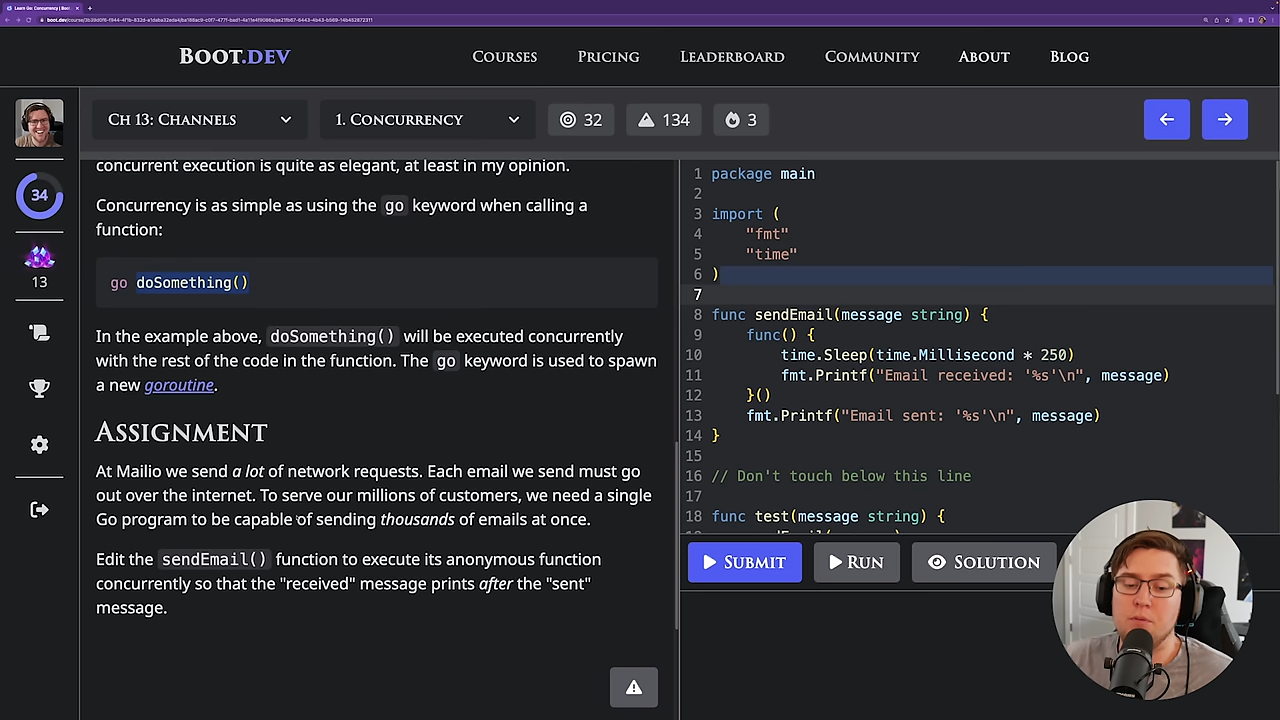 Learn Go: Concurrency | Boot
BOOT.DEV
COURSES
PRICING
LEADERBOARD
COMMUNITY
ABOUT
BLOG
CH 13: CHANNELS
1. CONCURRENCY
32
134
3
34
13
concurrent execution is quite as elegant, at least in my opinion.
Concurrency is as simple as using the go keyword when calling a
function:
go doSomething()
In the example above, doSomething() will be executed concurrently
with the rest of the code in the function. The go keyword is used to spawn
a new goroutine.
ASSIGNMENT
At Mailio we send a lot of network requests. Each email we send must go
out over the internet. To serve our millions of customers, we need a single
Go program to be capable of sending thousands of emails at once.
Edit the sendEmail() function to execute its anonymous function
concurrently so that the "received" message prints after the "sent"
message.
1 package main
2
3 import (
4 "fmt"
5 "time"
6 )
7
8 func sendEmail(message string) {
9 func() {
10 time.Sleep(time.Millisecond * 250)
11 fmt.Printf("Email received: '%s'\n", message)
12 }()
13 fmt.Printf("Email sent: '%s'\n", message)
14 }
15
16 // Don't touch below this line
17
18 func test(message string) {
SUBMIT
RUN
SOLUTION